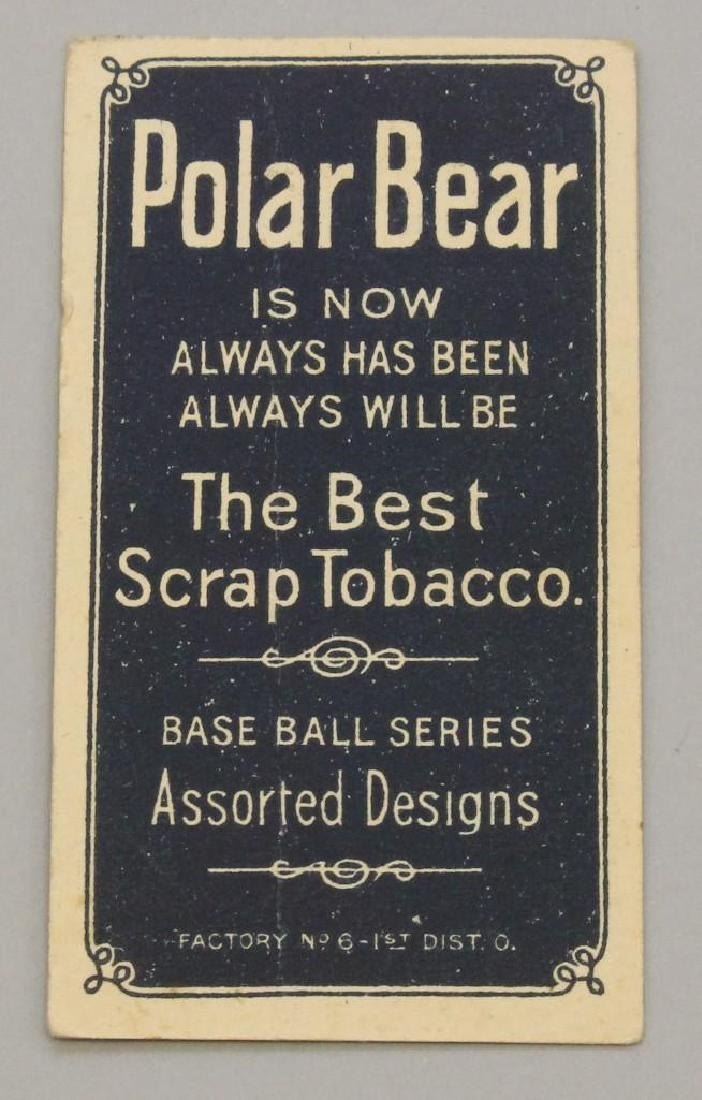 Polar Bear
IS NOW
ALWAYS HAS BEEN
ALWAYS WILL BE
The Best
Scrap Tobacco.
BASE BALL SERIES
Assorted Designs
FACTORY Nº 6-1ST DIST. O.